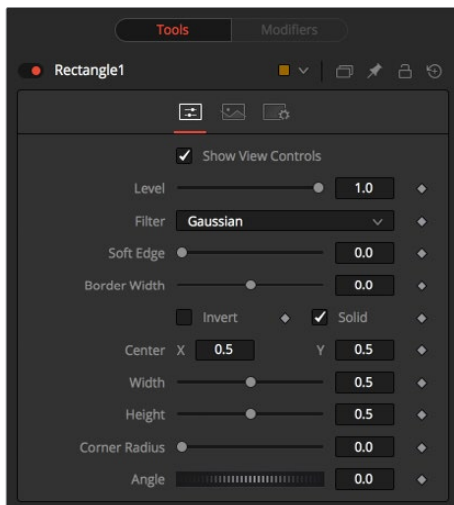 Tools Modifiers
Rectangle1
Show View Controls
Level 1.0
Filter Gaussian
Soft Edge 0.0
Border Width 0.0
Invert Solid
Center X 0.5 Y 0.5
Width 0.5
Height 0.5
Corner Radius 0.0
Angle 0.0